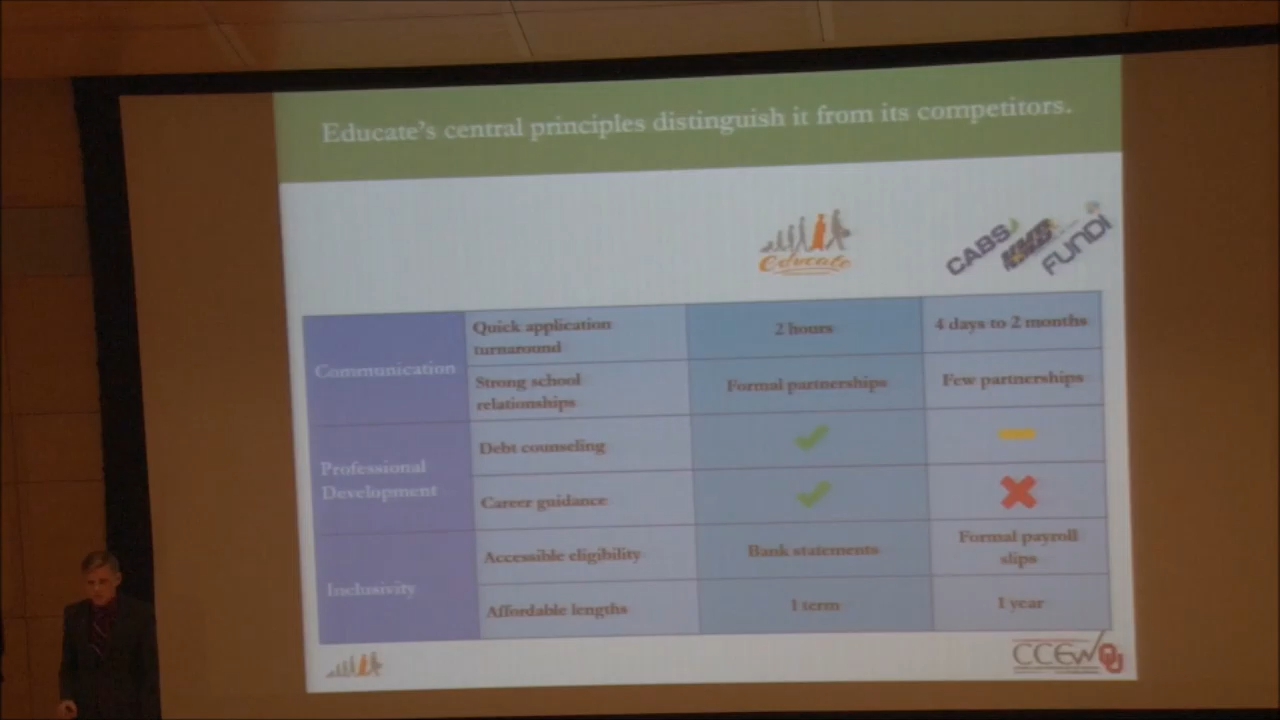 Educate's central principles distinguish it from its competitors.
Educate
CABS
FUNDI
Communication
Quick application
turnaround
2 hours
4 days to 2 months
Strong school
relationships
Formal partnerships
Few partnerships
Professional
Development
Debt counseling
Career guidance
Inclusivity
Accessible eligibility
Bank statements
Formal payroll
slips
Affordable lengths
1 term
1 year
CCEW
OU